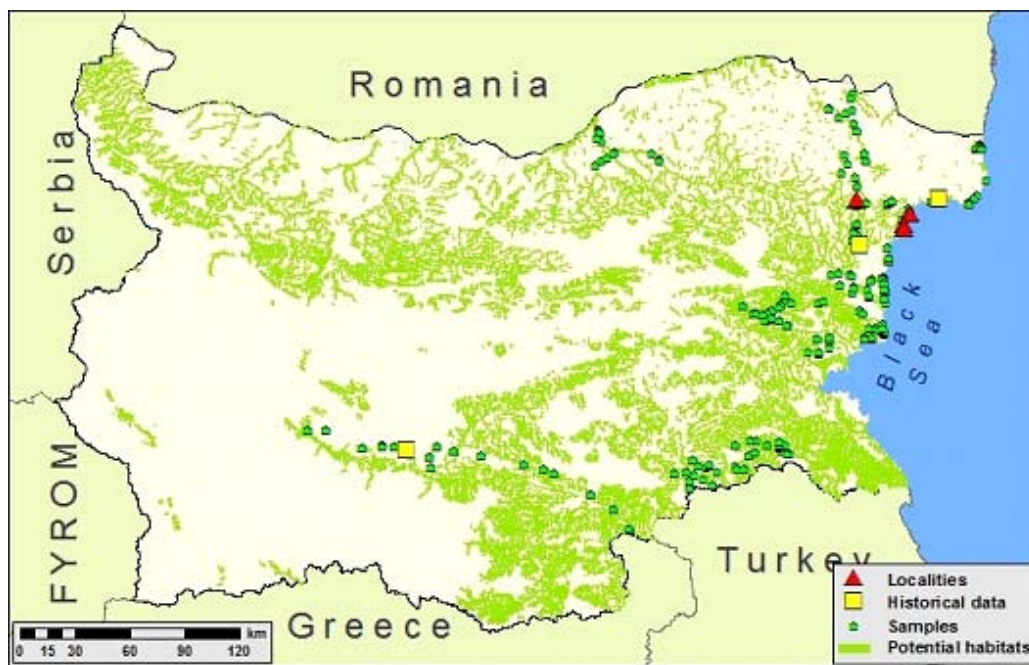 Romania
Serbia
Black
Sea
FYROM
Turkey
Greece
Localities
Historical data
Samples
Potential habitats
km
0 15 30 60 90 120